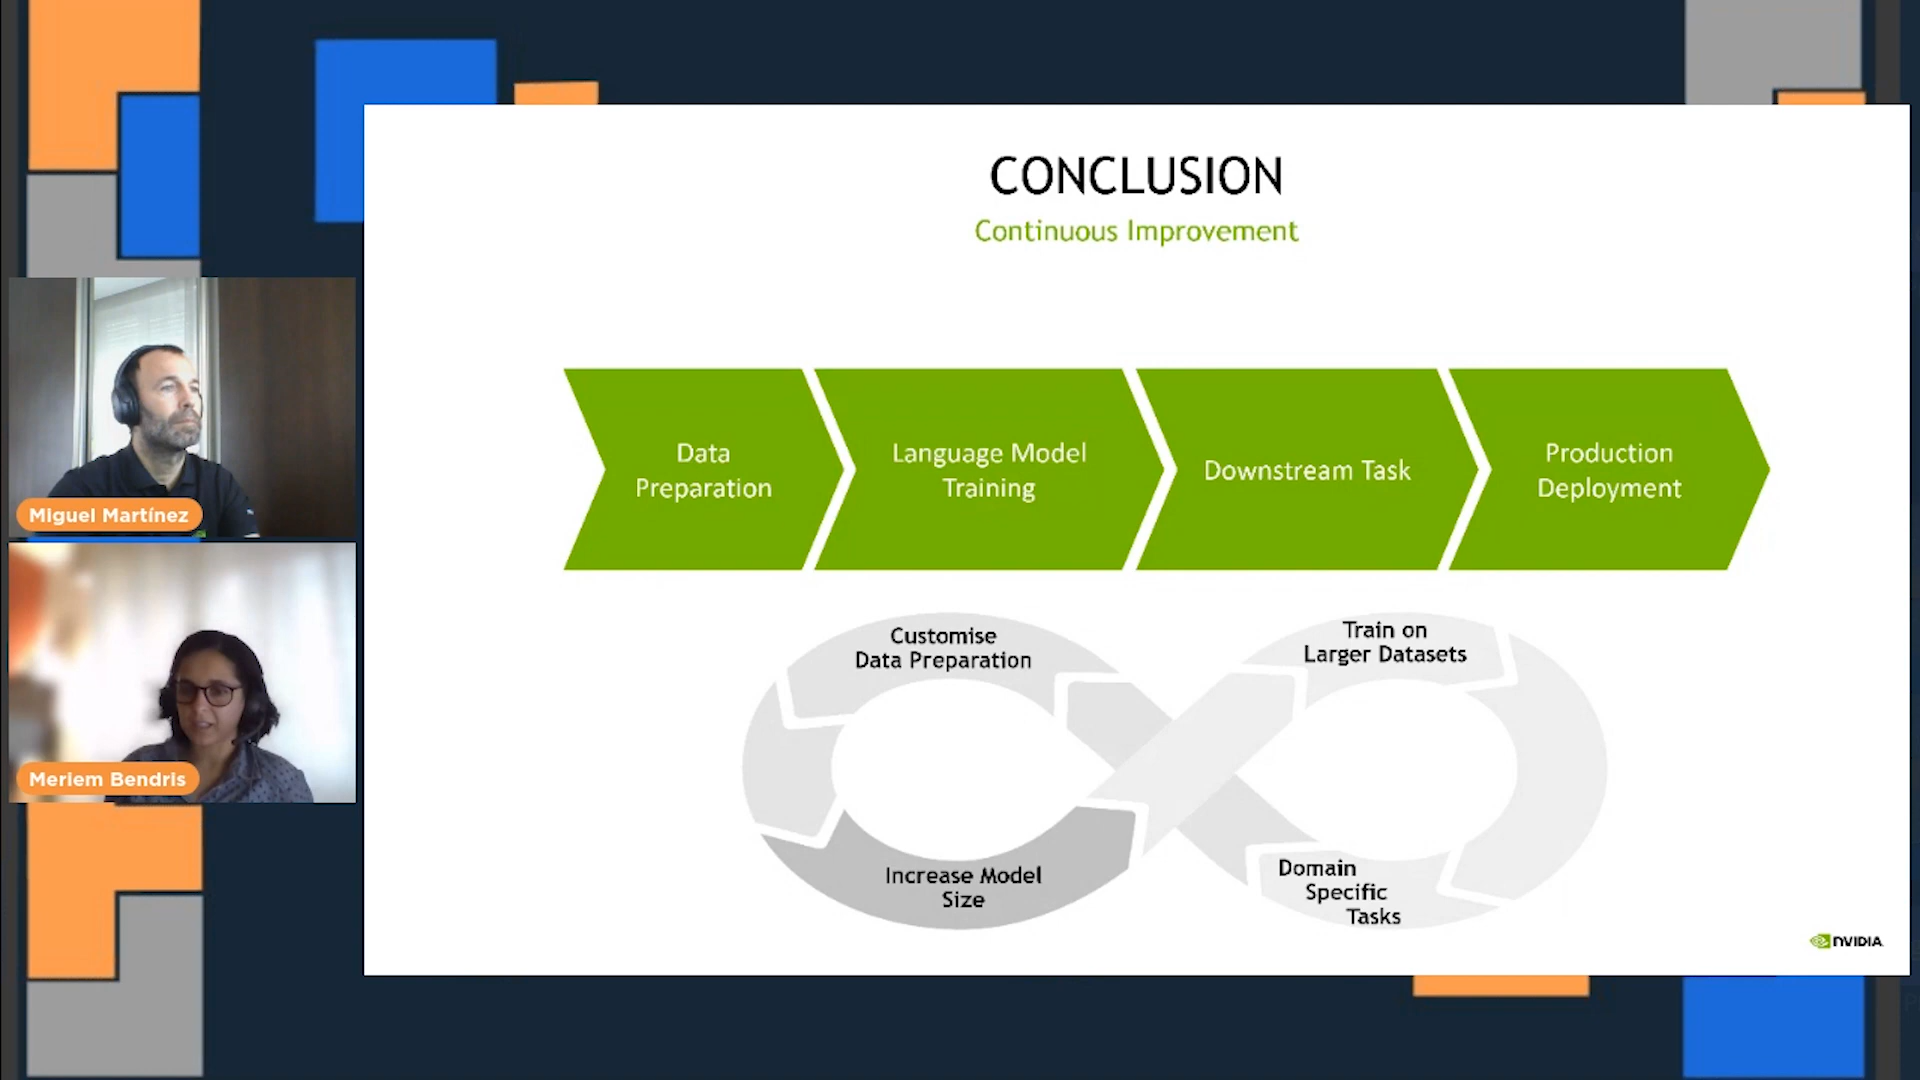 CONCLUSION
Continuous Improvement
Data
Preparation
Language Model
Training
Downstream Task
Production
Deployment
Customise
Data Preparation
Train on
Larger Datasets
Increase Model
Size
Domain
Specific
Tasks
NVIDIA
Miguel Martínez
Meriem Bendris